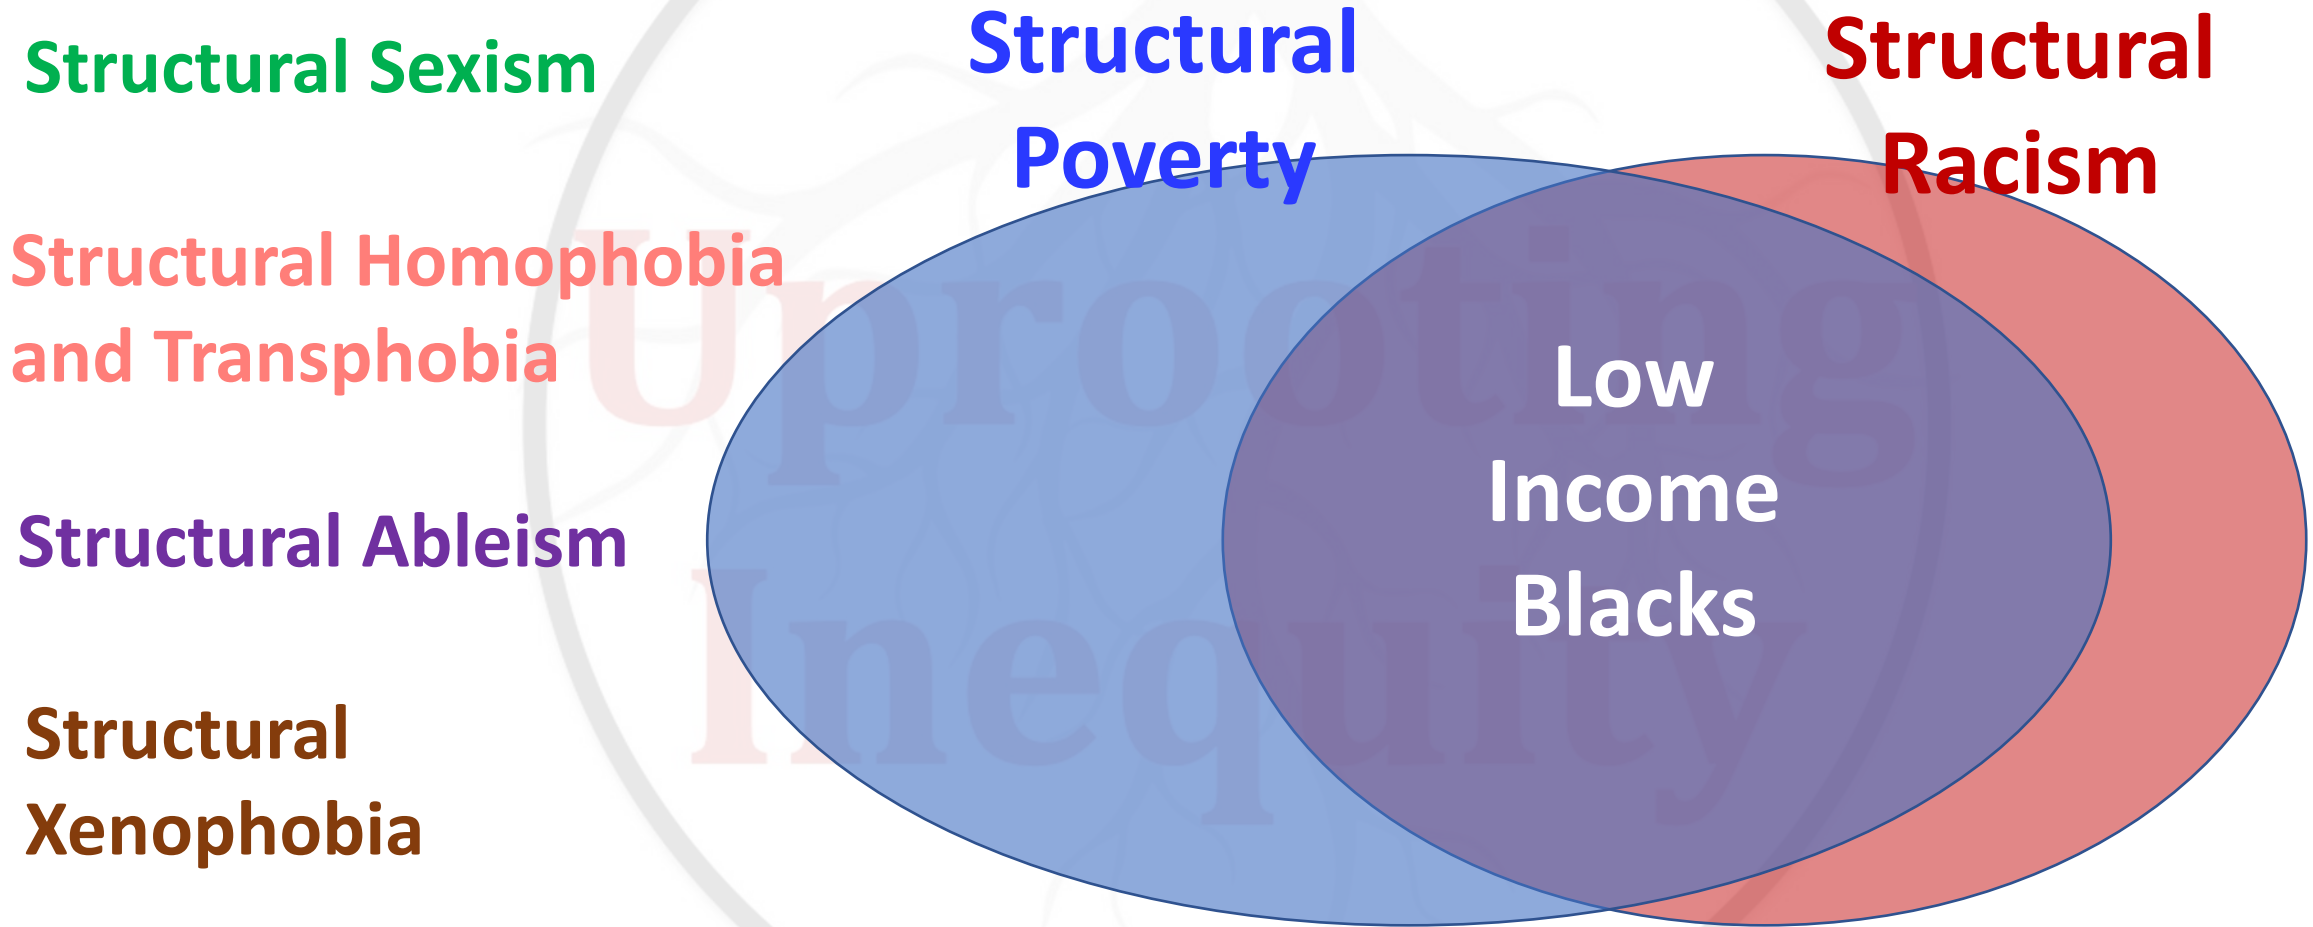 Structural Sexism
Structural Homophobia
and Transphobia
Structural Ableism
Structural
Xenophobia
Structural
Poverty
Structural
Racism
Low
Income
Blacks
Uprooting
Inequity